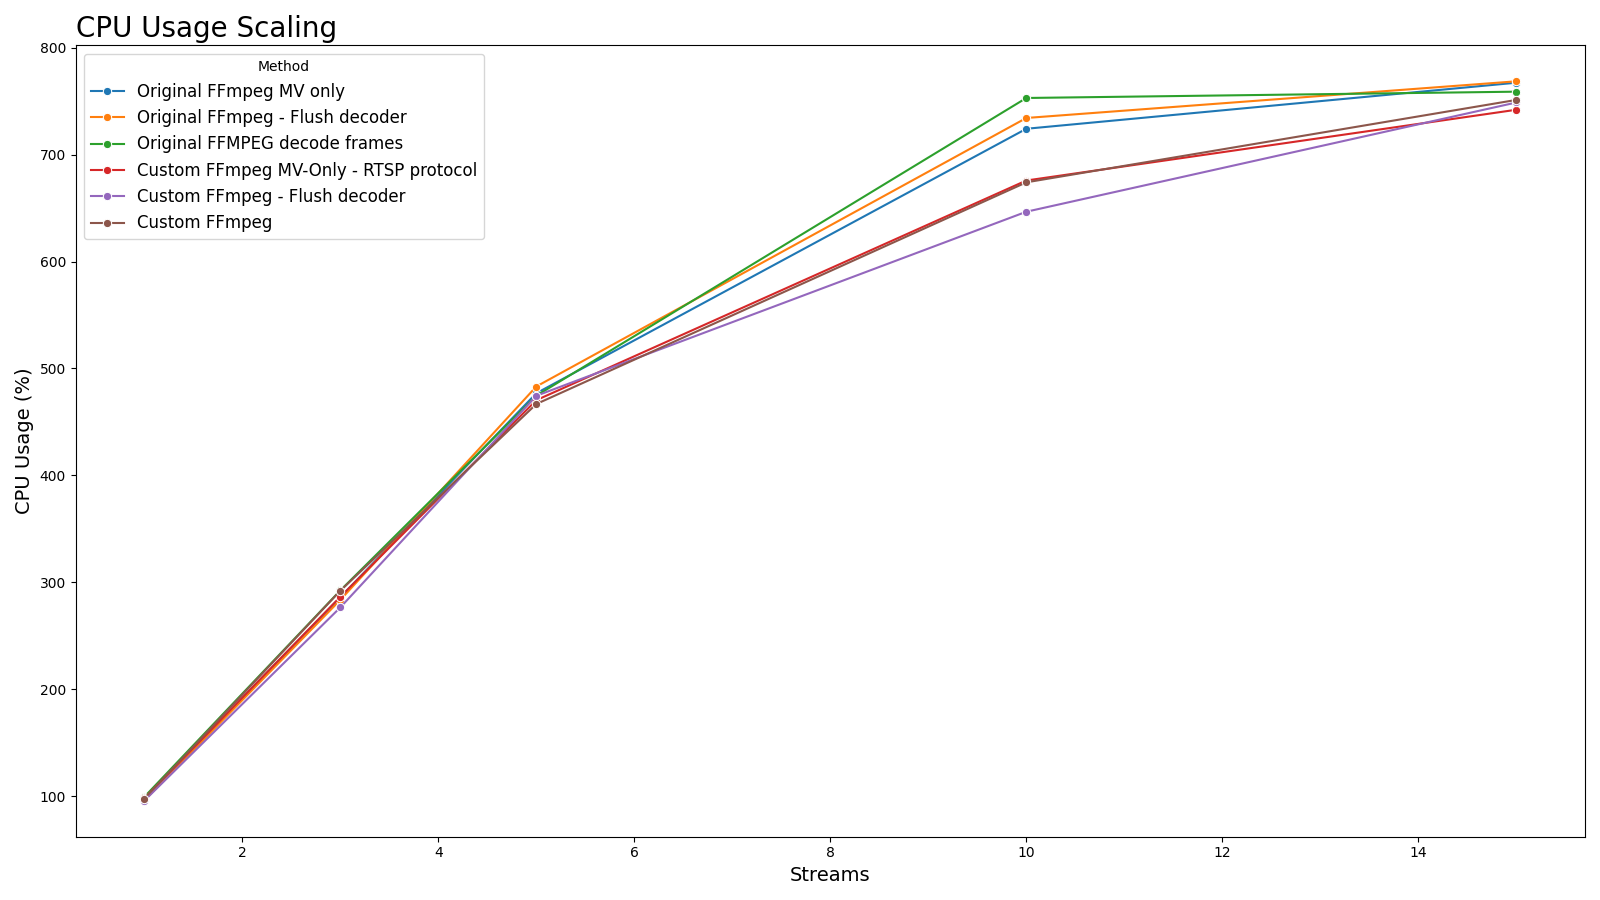 CPU Usage Scaling
800
700
600
500
400
300
200
100
CPU Usage (%)
Method
Original FFmpeg MV only
Original FFmpeg - Flush decoder
Original FFMPEG decode frames
Custom FFmpeg MV-Only - RTSP protocol
Custom FFmpeg - Flush decoder
Custom FFmpeg
2
4
6
8
10
12
14
Streams